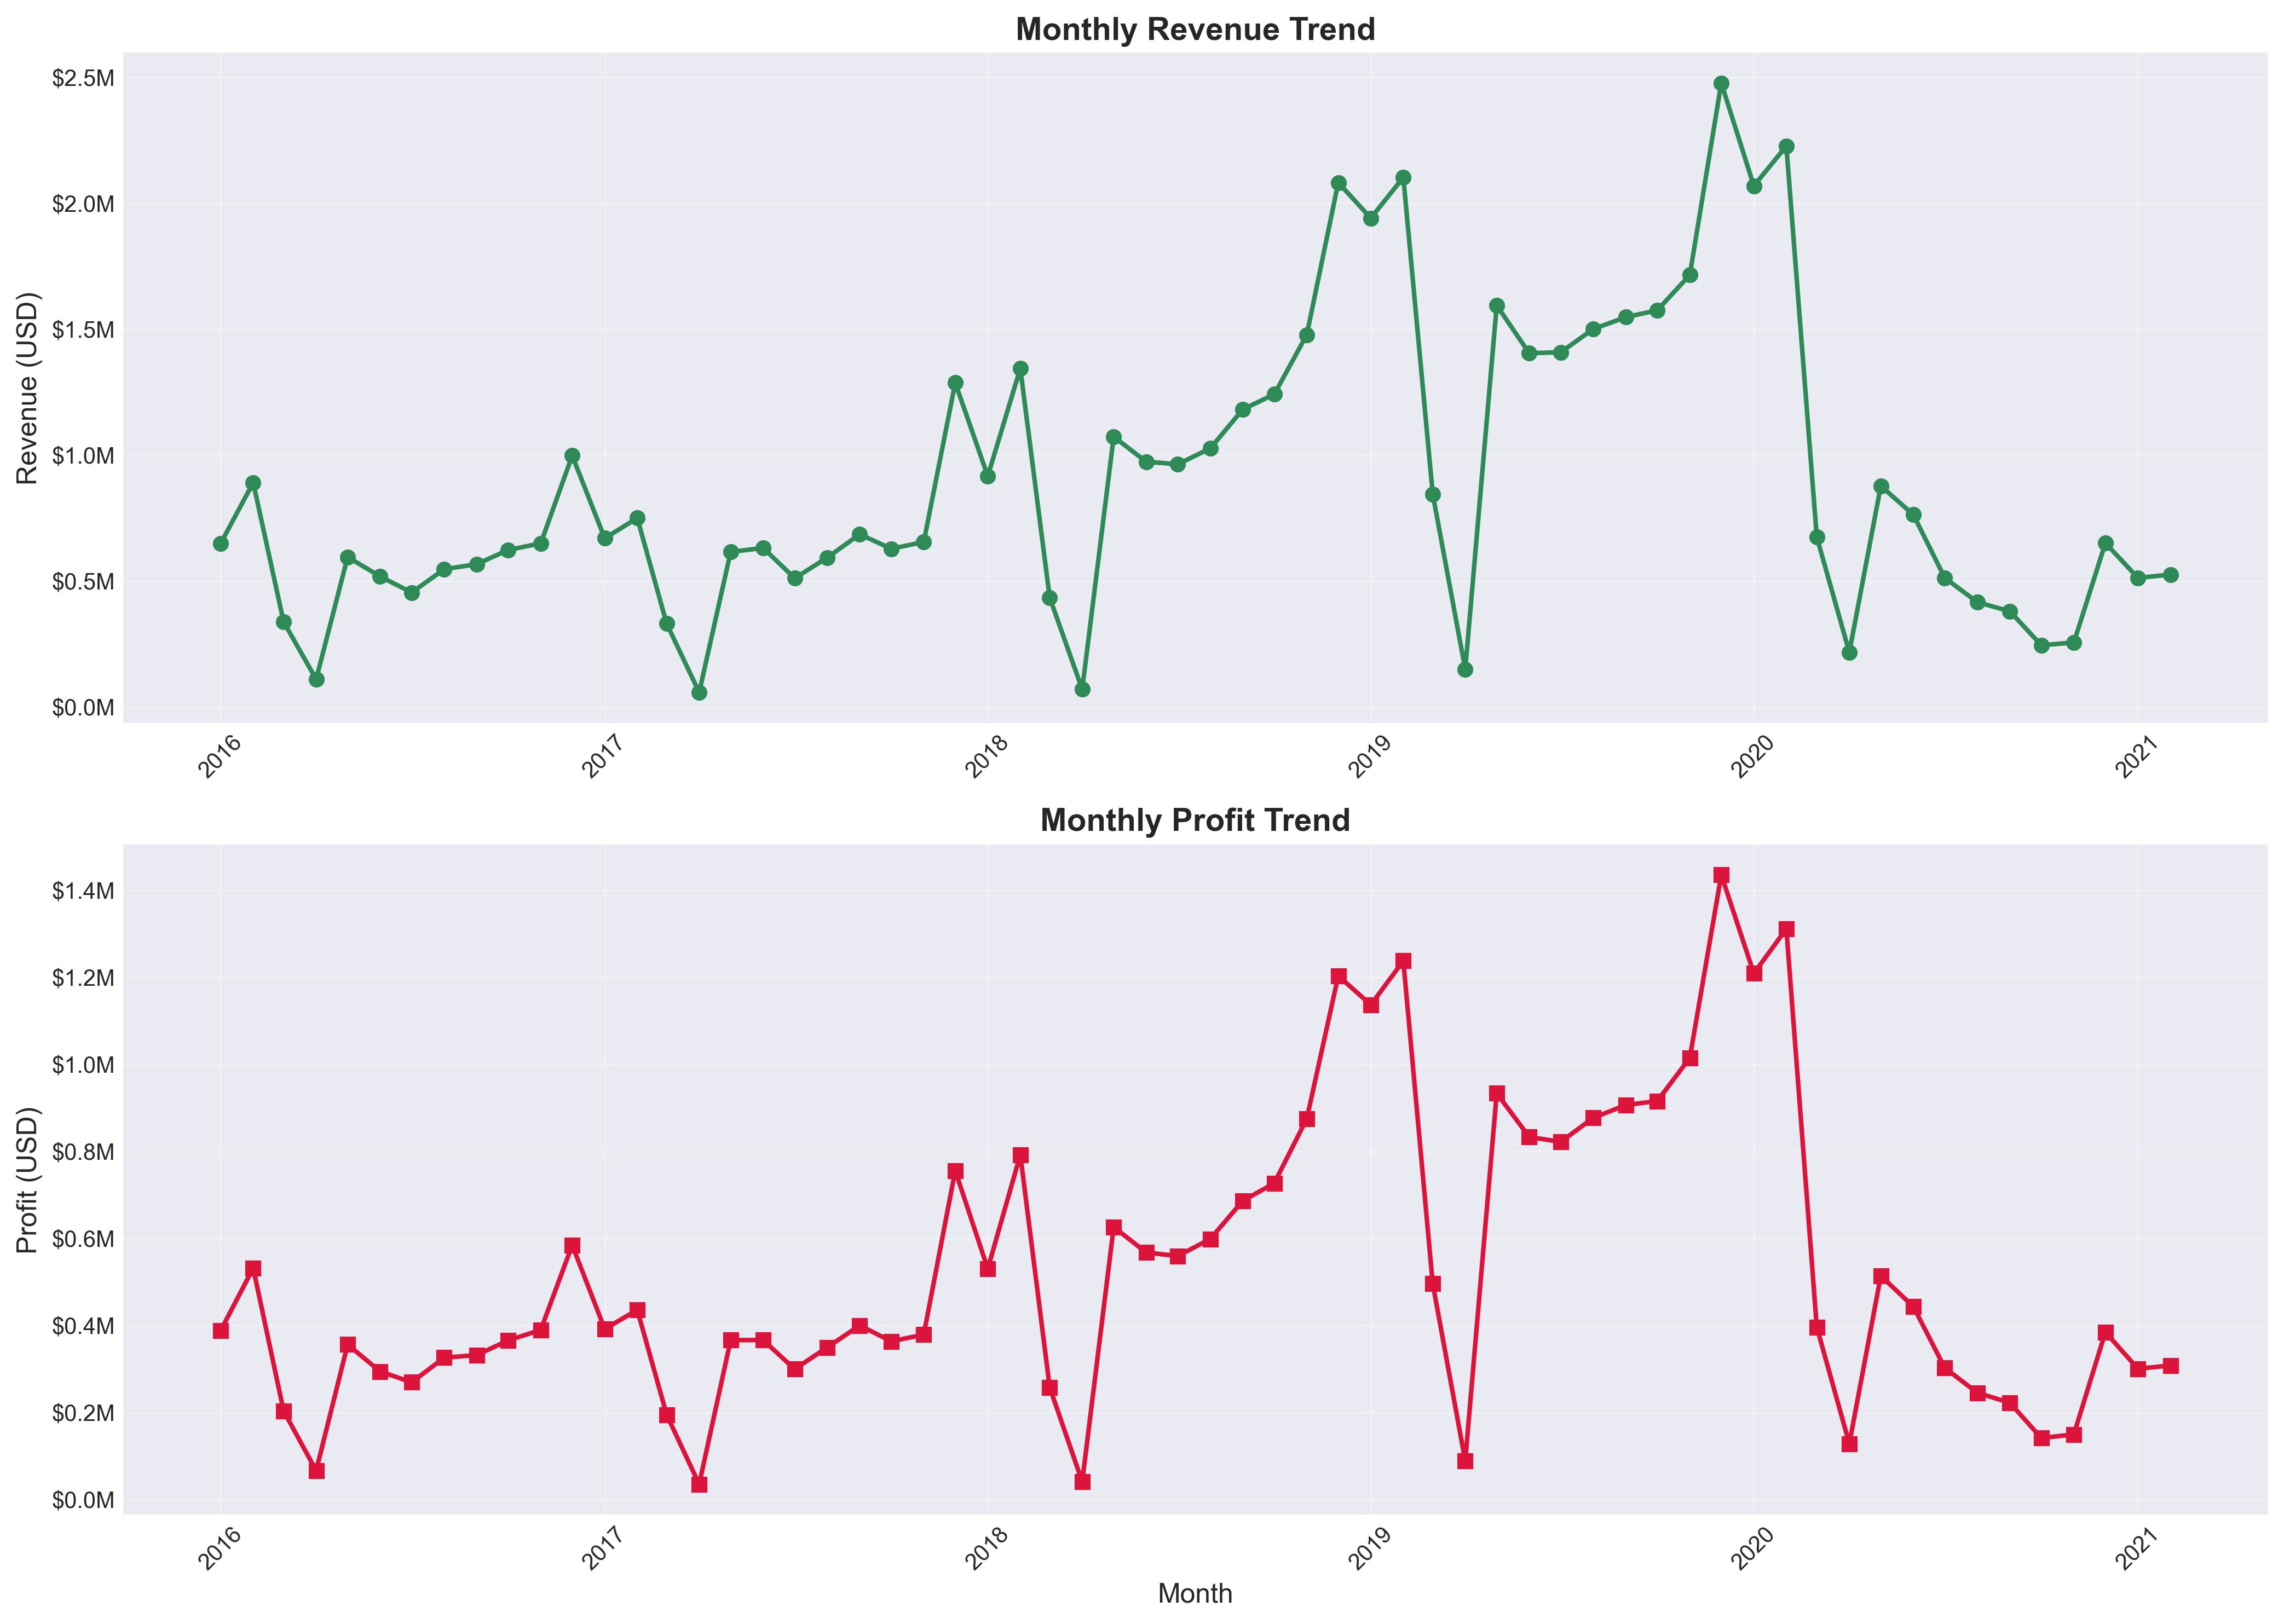 Monthly Revenue Trend
$2.5M
$2.0M
$1.5M
$1.0M
$0.5M
$0.0M
Revenue (USD)
2016 2017 2018 2019 2020 2021
Monthly Profit Trend
$1.4M
$1.2M
$1.0M
$0.8M
$0.6M
$0.4M
$0.2M
$0.0M
Profit (USD)
2016 2017 2018 2019 2020 2021
Month